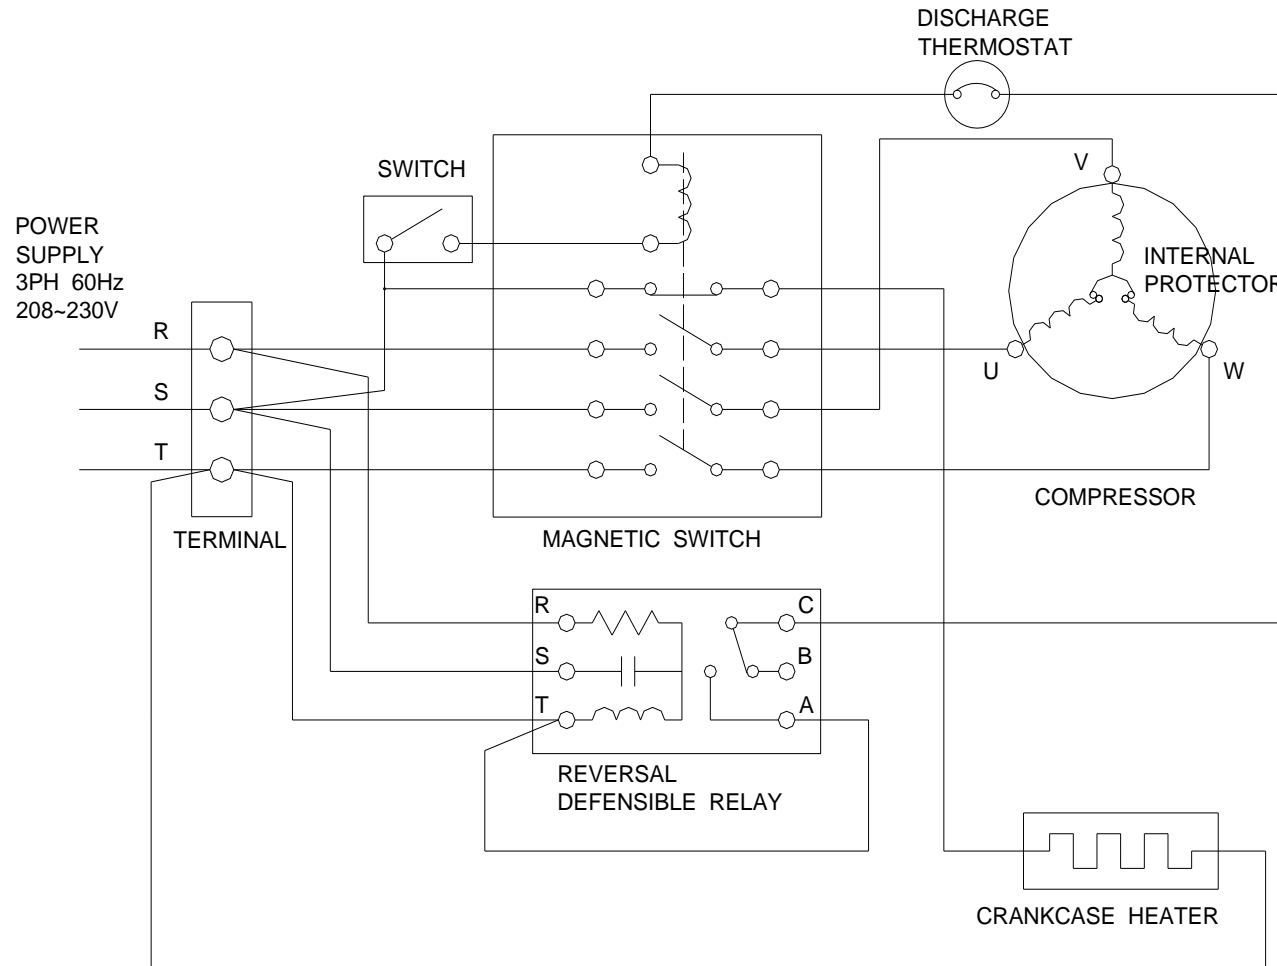 DISCHARGE
THERMOSTAT
SWITCH
V
POWER
SUPPLY
3PH 60Hz
208~230V
INTERNAL
PROTECTOR
R
U
W
S
T
COMPRESSOR
TERMINAL
MAGNETIC SWITCH
R
C
S
B
T
A
REVERSAL
DEFENSIBLE RELAY
CRANKCASE HEATER